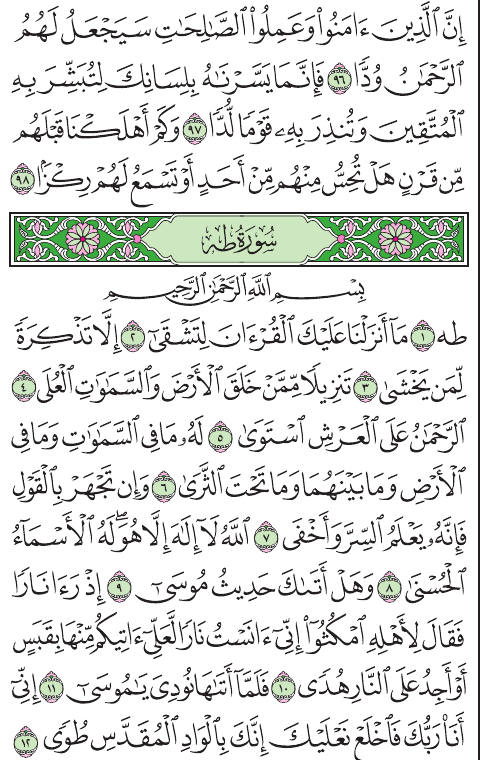 إِنَّ ٱلَّذِينَ ءَامَنُوا۟ وَعَمِلُوا۟ ٱلصَّـٰلِحَـٰتِ سَيَجْعَلُ لَهُمُ
ٱلرَّحْمَـٰنُ وُدًّا ٩٦ فَإِنَّمَا يَسَّرْنَـٰهُ بِلِسَانِكَ لِتُبَشِّرَ بِهِ
ٱلْمُتَّقِينَ وَتُنذِرَ بِهِۦ قَوْمًا لُّدًّا ٩٧ وَكَمْ أَهْلَكْنَا قَبْلَهُم
مِّن قَرْنٍ هَلْ تُحِسُّ مِنْهُم مِّنْ أَحَدٍ أَوْ تَسْمَعُ لَهُمْ رِكْزًۢا ٩٨
سُورَةُ طه
بِسْمِ ٱللَّهِ ٱلرَّحْمَـٰنِ ٱلرَّحِيمِ
طه ١ مَآ أَنزَلْنَا عَلَيْكَ ٱلْقُرْءَانَ لِتَشْقَىٰٓ ٢ إِلَّا تَذْكِرَةً
لِّمَن يَخْشَىٰ ٣ تَنزِيلًا مِّمَّنْ خَلَقَ ٱلْأَرْضَ وَٱلسَّمَـٰوَٰتِ ٱلْعُلَى ٤
ٱلرَّحْمَـٰنُ عَلَى ٱلْعَرْشِ ٱسْتَوَىٰ ٥ لَهُۥ مَا فِى ٱلسَّمَـٰوَٰتِ وَمَا فِى
ٱلْأَرْضِ وَمَا بَيْنَهُمَا وَمَا تَحْتَ ٱلثَّرَىٰ ٦ وَإِن تَجْهَرْ بِٱلْقَوْلِ
فَإِنَّهُۥ يَعْلَمُ ٱلسِّرَّ وَأَخْفَى ٧ ٱللَّهُ لَآ إِلَـٰهَ إِلَّا هُوَ ۖ لَهُ ٱلْأَسْمَآءُ
ٱلْحُسْنَىٰ ٨ وَهَلْ أَتَىٰكَ حَدِيثُ مُوسَىٰٓ ٩ إِذْ رَءَا نَارًا
فَقَالَ لِأَهْلِهِ ٱمْكُثُوٓا۟ إِنِّىٓ ءَانَسْتُ نَارًا لَّعَلِّىٓ ءَاتِيكُم مِّنْهَا بِقَبَسٍ
أَوْ أَجِدُ عَلَى ٱلنَّارِ هُدًى ١٠ فَلَمَّآ أَتَىٰهَا نُودِىَ يَـٰمُوسَىٰٓ ١١ إِنِّىٓ
أَنَا۠ رَبُّكَ فَٱخْلَعْ نَعْلَيْكَ إِنَّكَ بِٱلْوَادِ ٱلْمُقَدَّسِ طُوًى ١٢